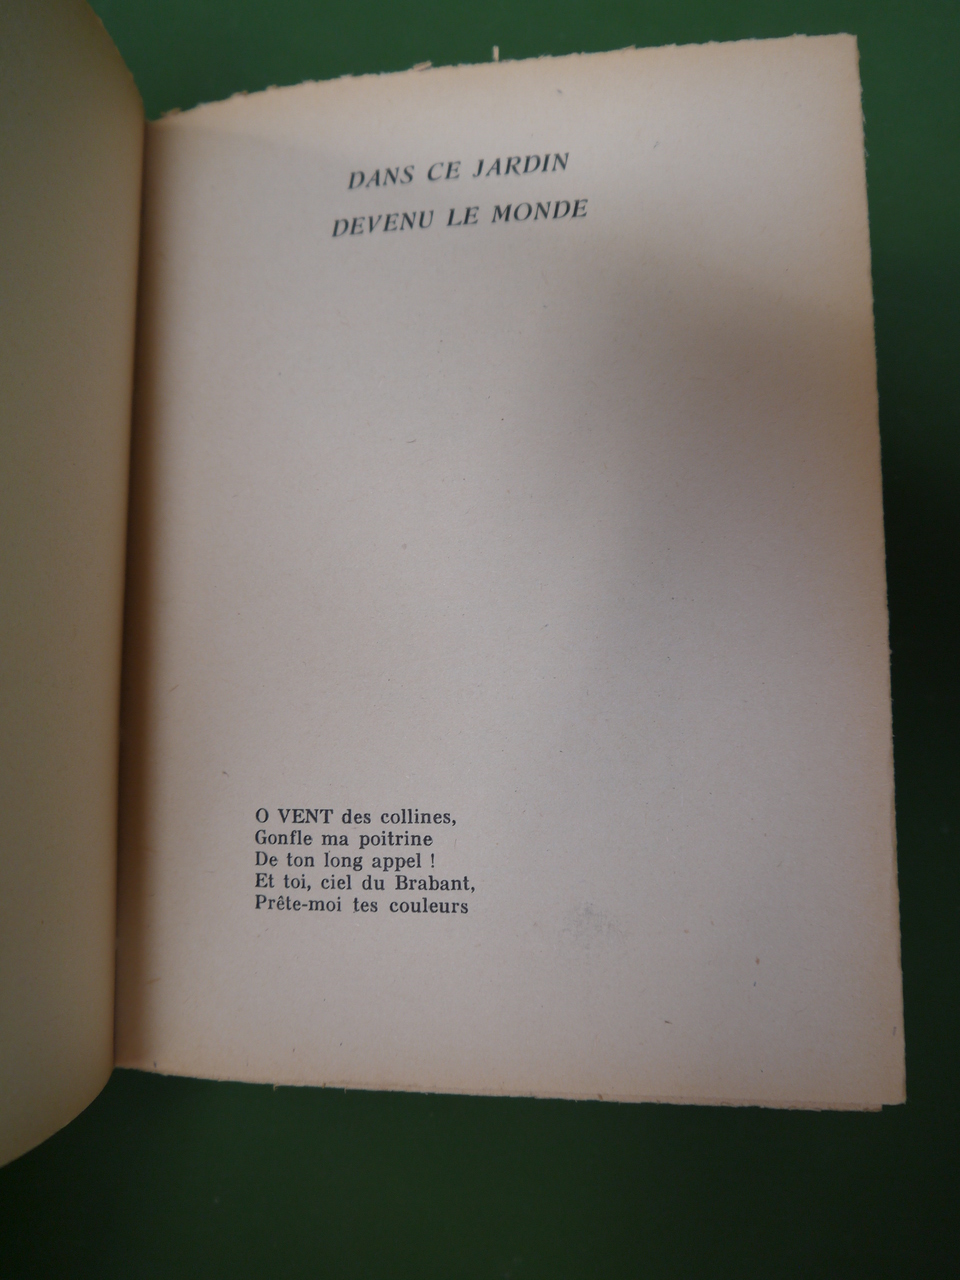 DANS CE JARDIN
DEVENU LE MONDE
O VENT des collines,
Gonfle ma poitrine
De ton long appel !
Et toi, ciel du Brabant,
Prête-moi tes couleurs